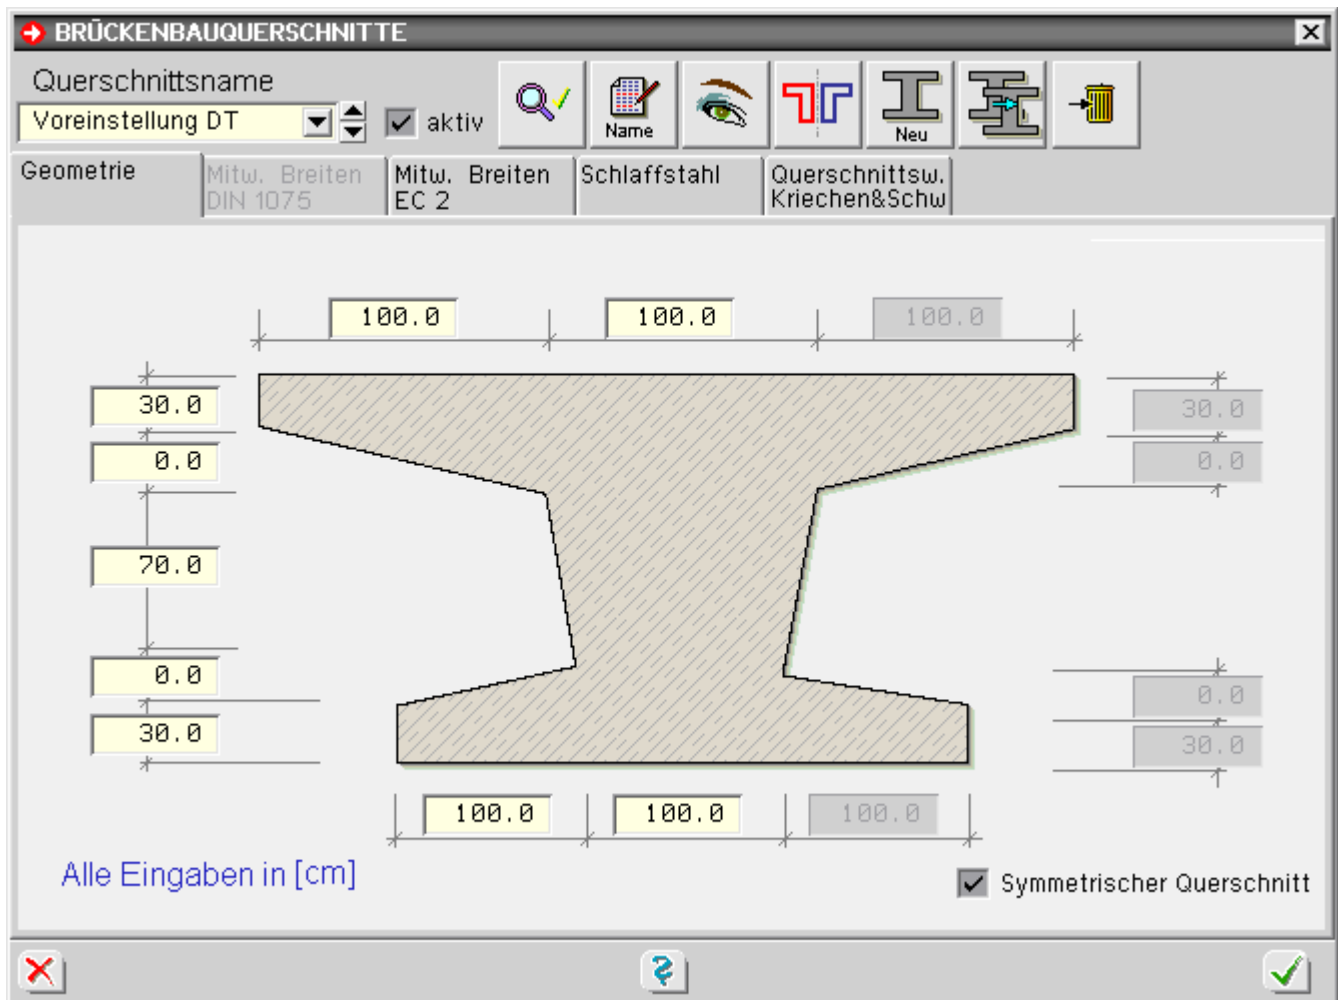 BRÜCKENBAUQUERSCHNITTE
Querschnittsname
Voreinstellung DT
aktiv
Name
Neu
Geometrie
Mitw. Breiten
DIN 1075
Mitw. Breiten
EC 2
Schlaffstahl
Querschnittsw.
Kriechen&Schw
100.0 100.0 100.0
30.0 30.0
0.0 0.0
70.0
0.0 0.0
30.0 30.0
100.0 100.0 100.0
Alle Eingaben in [cm]
Symmetrischer Querschnitt